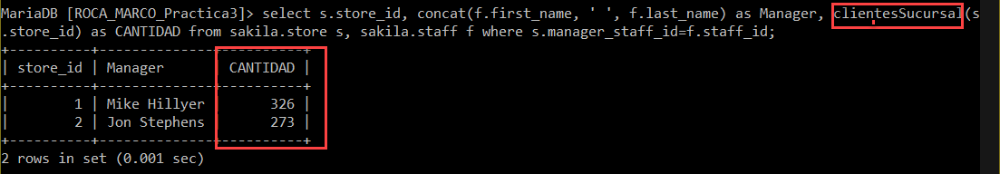 MariaDB [ROCA_MARCO_Practica3]> select s.store_id, concat(f.first_name, ' ', f.last_name) as Manager, clientesSucursal(s
.store_id) as CANTIDAD from sakila.store s, sakila.staff f where s.manager_staff_id=f.staff_id;
+----------+--------------+----------+
| store_id | Manager      | CANTIDAD |
+----------+--------------+----------+
|        1 | Mike Hillyer |      326 |
|        2 | Jon Stephens |      273 |
+----------+--------------+----------+
2 rows in set (0.001 sec)